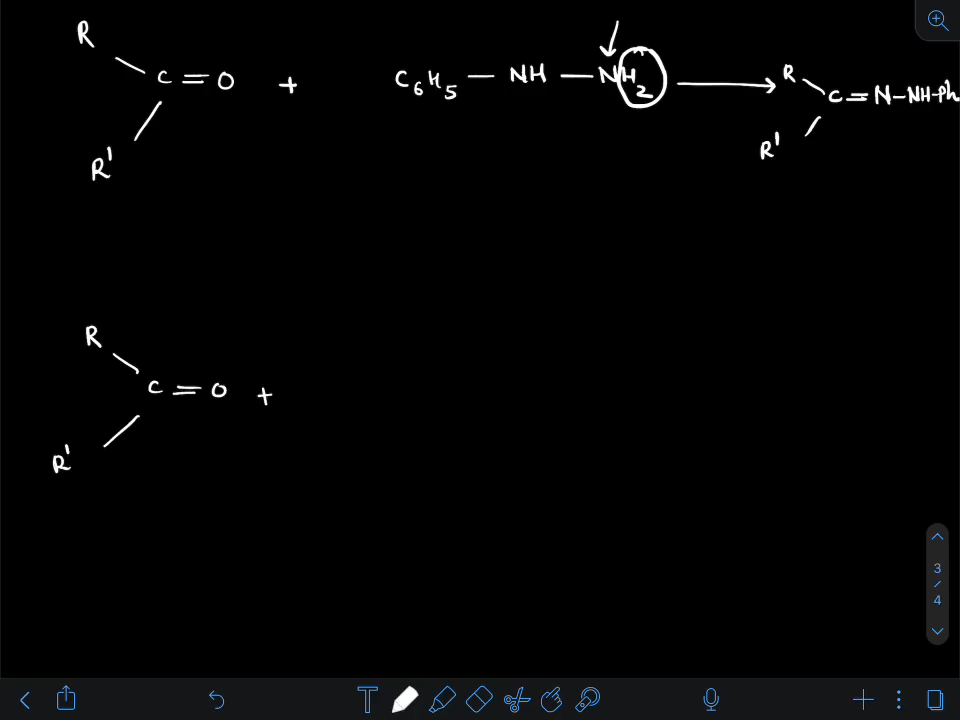 R
C = O + C6H5 — NH — NH2 ⟶ R
C = N – NH-Ph
R'
R'
R
C = O +
R'
3
/
4
T